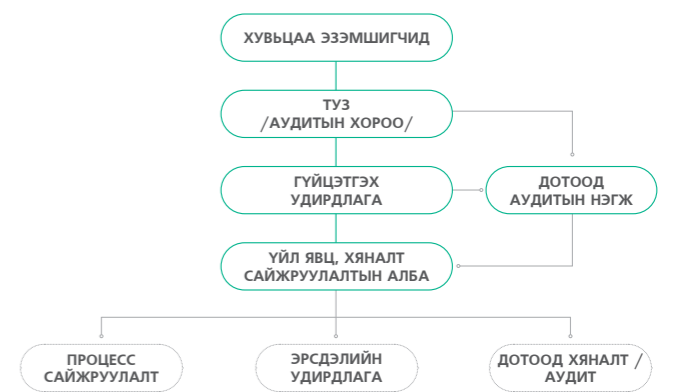 ХУВЬЦАА ЭЗЭМШИГЧИД
ТУЗ
/АУДИТЫН ХОРОО/
ГҮЙЦЭТГЭХ
УДИРДЛАГА
ДОТООД
АУДИТЫН НЭГЖ
ҮЙЛ ЯВЦ, ХЯНАЛТ
САЙЖРУУЛАЛТЫН АЛБА
ПРОЦЕСС
САЙЖРУУЛАЛТ
ЭРСДЭЛИЙН
УДИРДЛАГА
ДОТООД ХЯНАЛТ /
АУДИТ